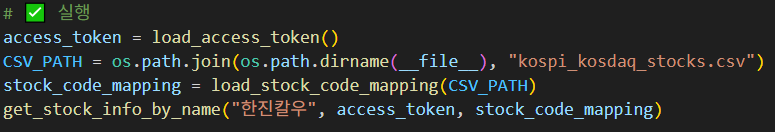 # ✅ 실행
access_token = load_access_token()
CSV_PATH = os.path.join(os.path.dirname(__file__), "kospi_kosdaq_stocks.csv")
stock_code_mapping = load_stock_code_mapping(CSV_PATH)
get_stock_info_by_name("한진칼우", access_token, stock_code_mapping)